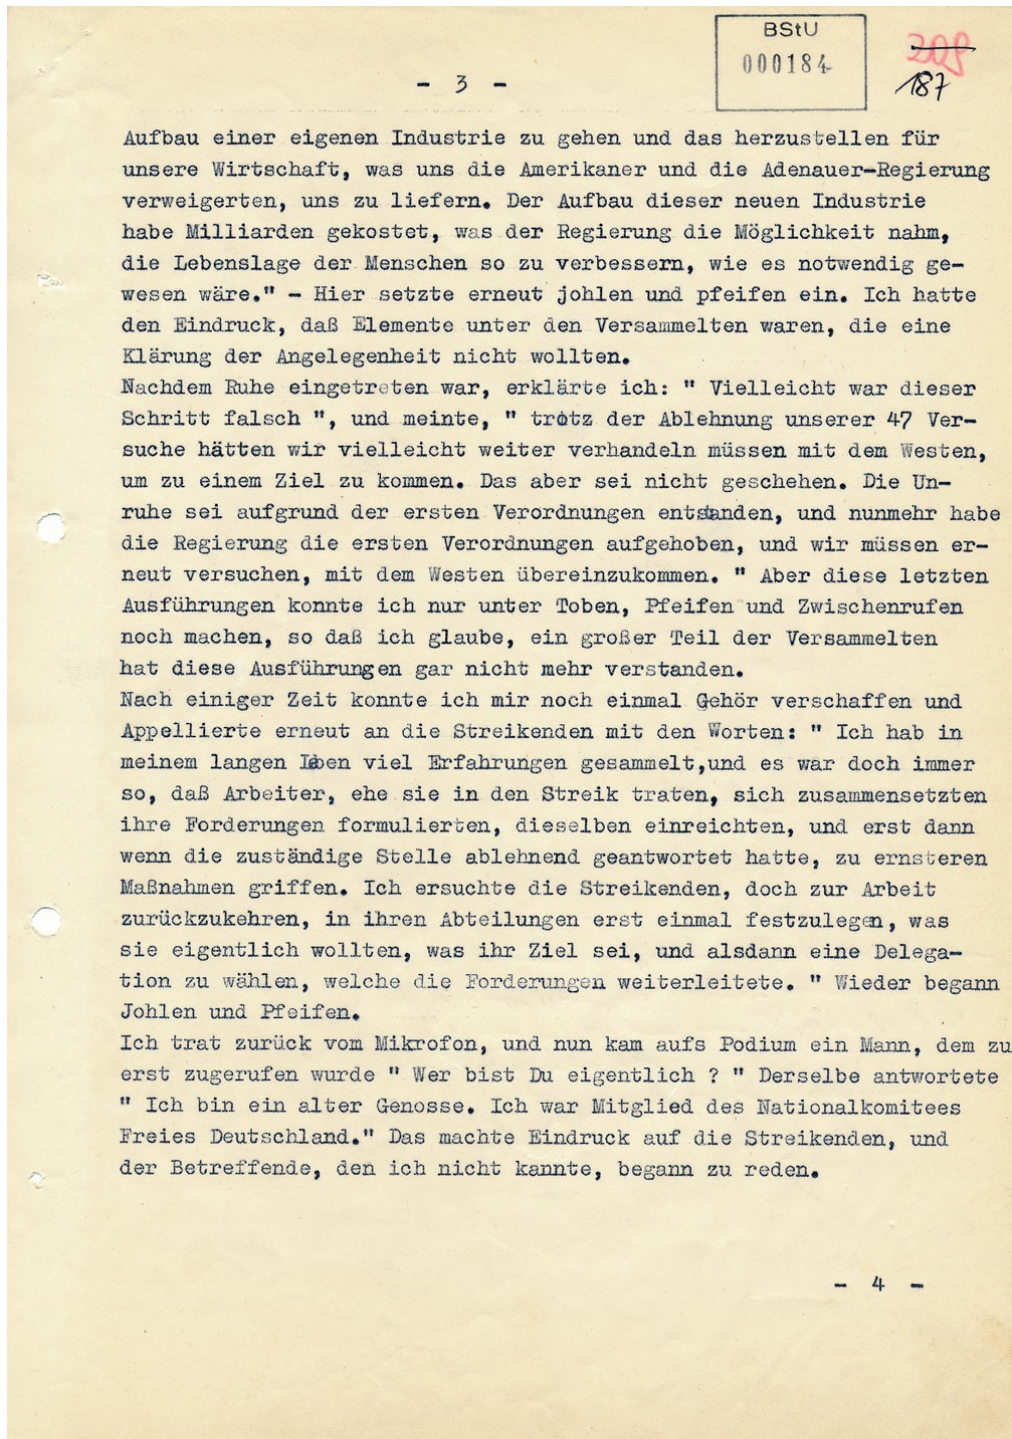 BStU
000184
209
187
- 3 -
Aufbau einer eigenen Industrie zu gehen und das herzustellen für
unsere Wirtschaft, was uns die Amerikaner und die Adenauer-Regierung
verweigerten, uns zu liefern. Der Aufbau dieser neuen Industrie
habe Milliarden gekostet, was der Regierung die Möglichkeit nahm,
die Lebenslage der Menschen so zu verbessern, wie es notwendig ge-
wesen wäre." - Hier setzte erneut johlen und pfeifen ein. Ich hatte
den Eindruck, daß Elemente unter den Versammelten waren, die eine
Klärung der Angelegenheit nicht wollten.
Nachdem Ruhe eingetreten war, erklärte ich: " Vielleicht war dieser
Schritt falsch ", und meinte, " trotz der Ablehnung unserer 47 Ver-
suche hätten wir vielleicht weiter verhandeln müssen mit dem Westen,
um zu einem Ziel zu kommen. Das aber sei nicht geschehen. Die Un-
ruhe sei aufgrund der ersten Verordnungen entstanden, und nunmehr habe
die Regierung die ersten Verordnungen aufgehoben, und wir müssen er-
neut versuchen, mit dem Westen übereinzukommen. " Aber diese letzten
Ausführungen konnte ich nur unter Toben, Pfeifen und Zwischenrufen
noch machen, so daß ich glaube, ein großer Teil der Versammelten
hat diese Ausführungen gar nicht mehr verstanden.
Nach einiger Zeit konnte ich mir noch einmal Gehör verschaffen und
Appellierte erneut an die Streikenden mit den Worten: " Ich hab in
meinem langen Leben viel Erfahrungen gesammelt,und es war doch immer
so, daß Arbeiter, ehe sie in den Streik traten, sich zusammensetzten
ihre Forderungen formulierten, dieselben einreichten, und erst dann
wenn die zuständige Stelle ablehnend geantwortet hatte, zu ernsteren
Maßnahmen griffen. Ich ersuchte die Streikenden, doch zur Arbeit
zurückzukehren, in ihren Abteilungen erst einmal festzulegen, was
sie eigentlich wollten, was ihr Ziel sei, und alsdann eine Delega-
tion zu wählen, welche die Forderungen weiterleitete. " Wieder begann
Johlen und Pfeifen.
Ich trat zurück vom Mikrofon, und nun kam aufs Podium ein Mann, dem zu
erst zugerufen wurde " Wer bist Du eigentlich ? " Derselbe antwortete
" Ich bin ein alter Genosse. Ich war Mitglied des Nationalkomitees
Freies Deutschland." Das machte Eindruck auf die Streikenden, und
der Betreffende, den ich nicht kannte, begann zu reden.
- 4 -